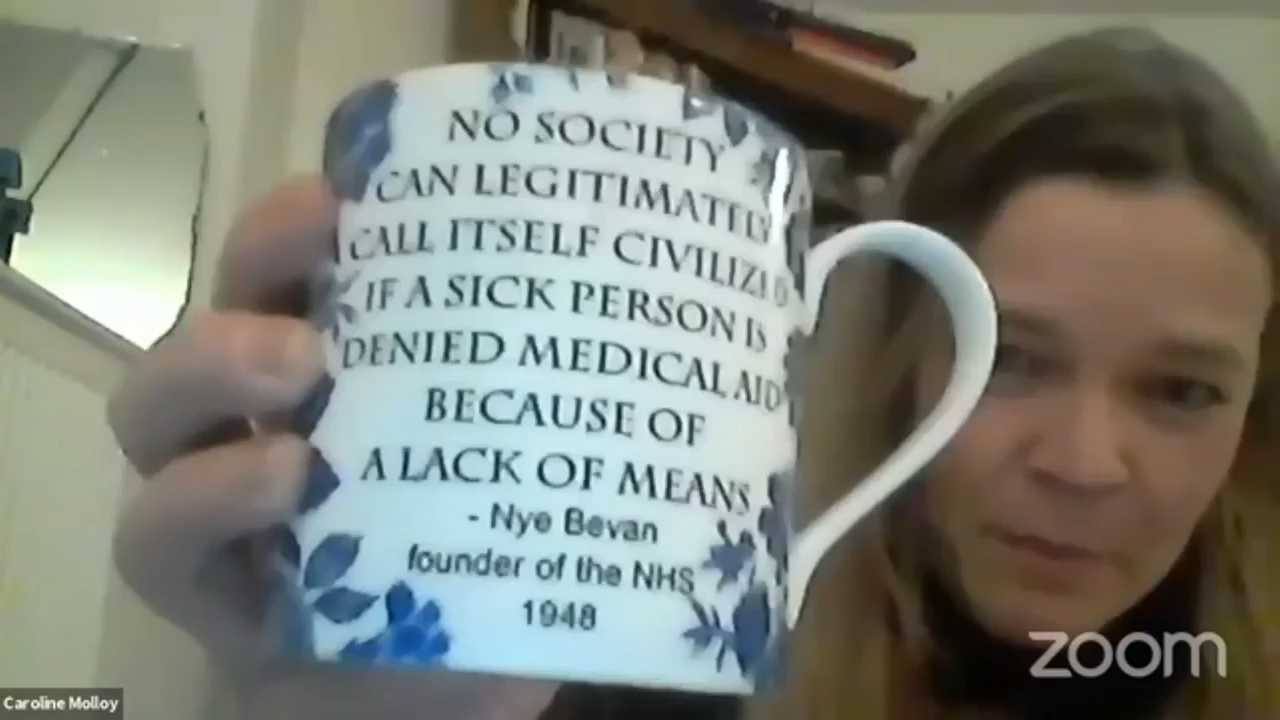 NO SOCIETY
CAN LEGITIMATELY
CALL ITSELF CIVILIZED
IF A SICK PERSON IS
DENIED MEDICAL AID
BECAUSE OF
A LACK OF MEANS
- Nye Bevan
founder of the NHS
1948
zoom
Caroline Molloy